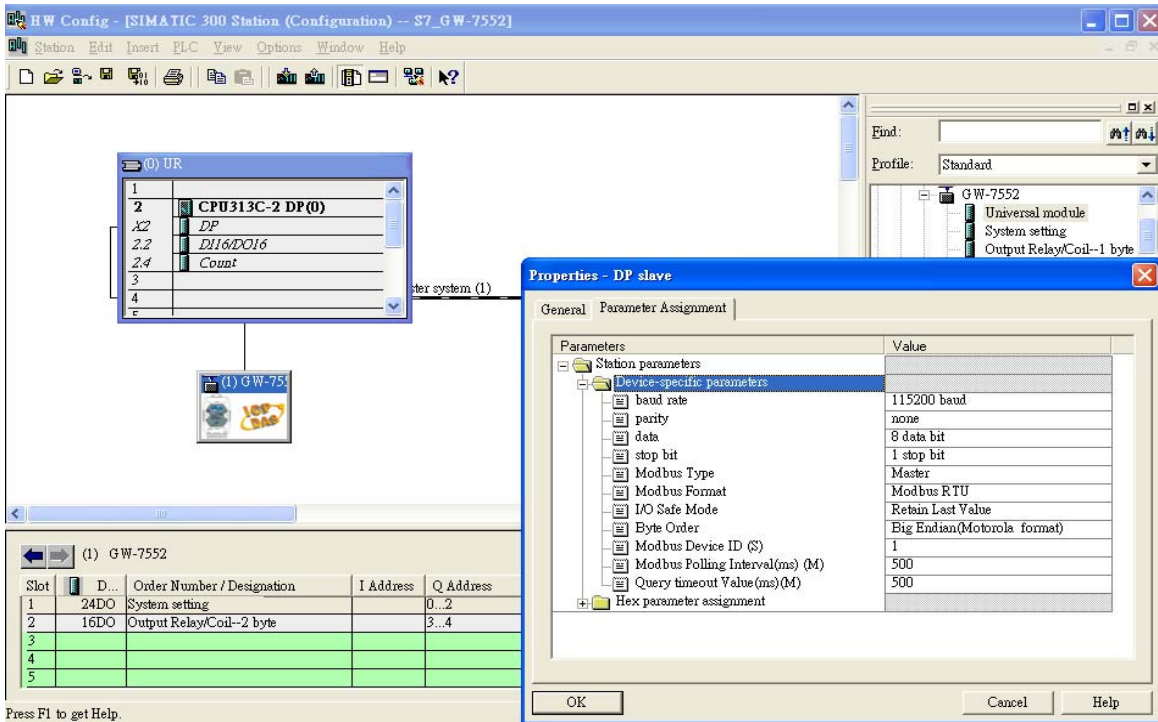 HW Config - [SIMATIC 300 Station (Configuration) -- S7_GW-7552]
Station Edit Insert PLC View Options Window Help
(0) UR
1
2 CPU313C-2 DP(0)
X2 DP
2.2 DI16/DO16
2.4 Count
3
4
ster system (1)
(1) GW-755
ICP
DAS
Find:
Profile: Standard
GW-7552
Universal module
System setting
Output Relay/Coil--1 byte
Properties - DP slave
General Parameter Assignment
Parameters Value
Station parameters
Device-specific parameters
baud rate 115200 baud
parity none
data 8 data bit
stop bit 1 stop bit
Modbus Type Master
Modbus Format Modbus RTU
I/O Safe Mode Retain Last Value
Byte Order Big Endian(Motorola format)
Modbus Device ID (S) 1
Modbus Polling Interval(ms) (M) 500
Query timeout Value(ms)(M) 500
Hex parameter assignment
OK Cancel Help
(1) GW-7552
Slot D... Order Number / Designation I Address Q Address
1 24DO System setting 0...2
2 16DO Output Relay/Coil--2 byte 3...4
3
4
5
Press F1 to get Help.